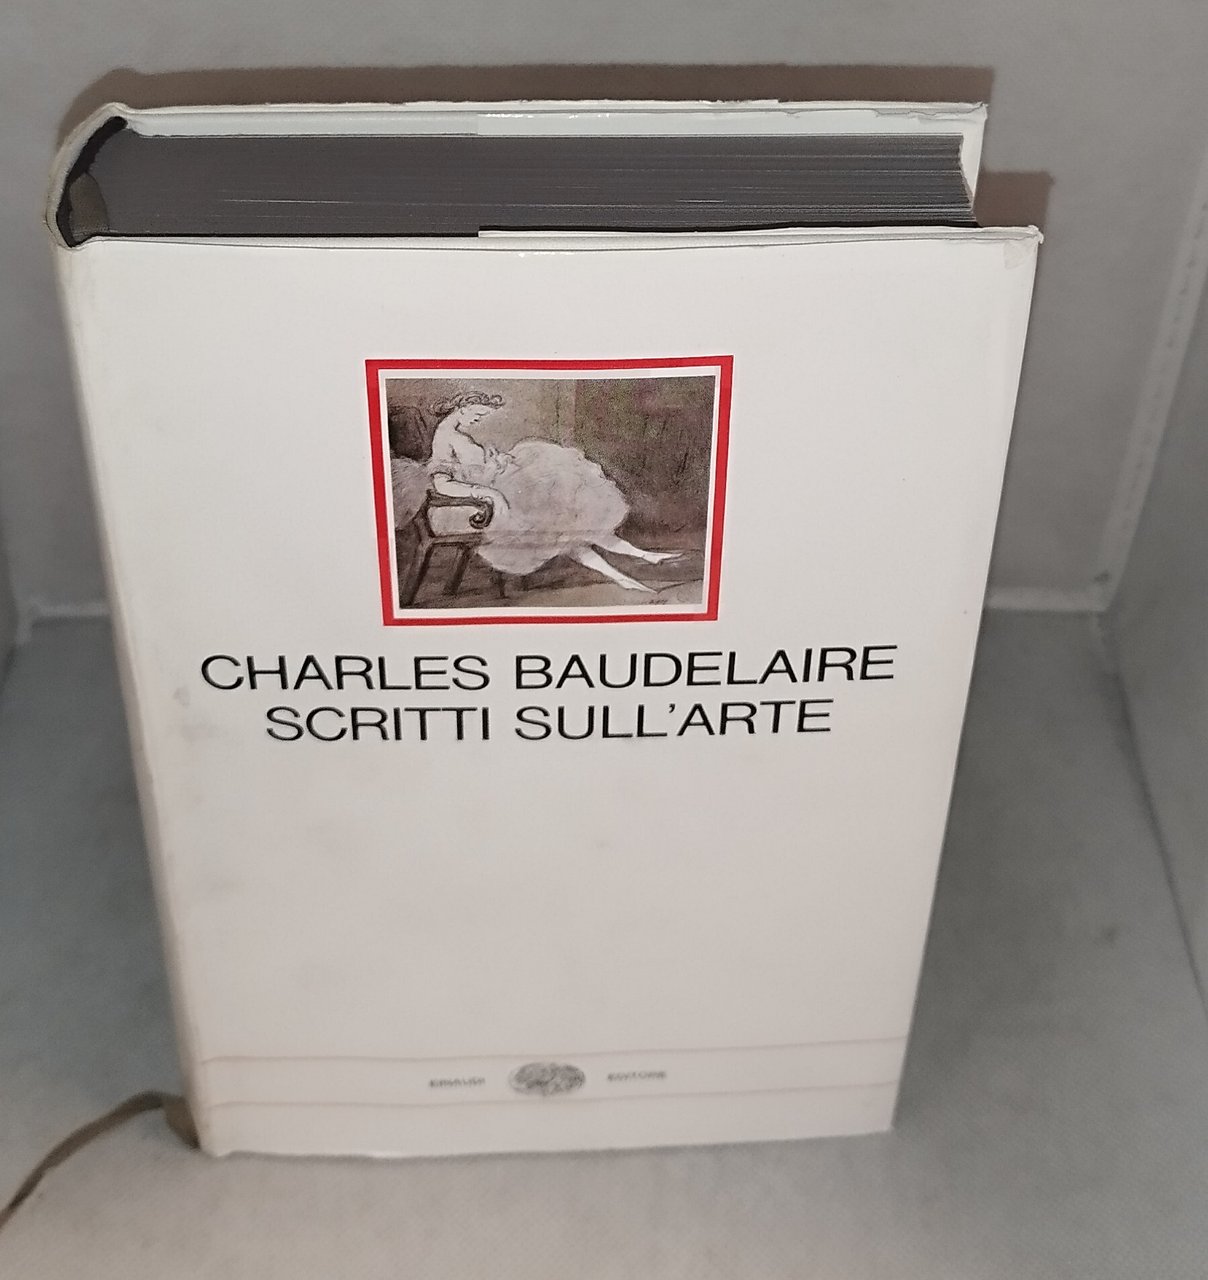 CHARLES BAUDELAIRE
SCRITTI SULL'ARTE
EINAUDI EDITORE